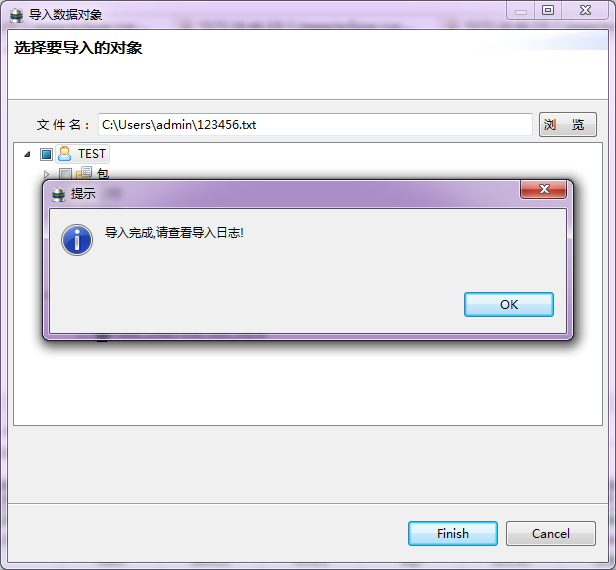 导入数据对象
选择要导入的对象
文 件 名： C:\Users\admin\123456.txt 浏 览
TEST
包
提示
导入完成,请查看导入日志!
OK
Finish Cancel